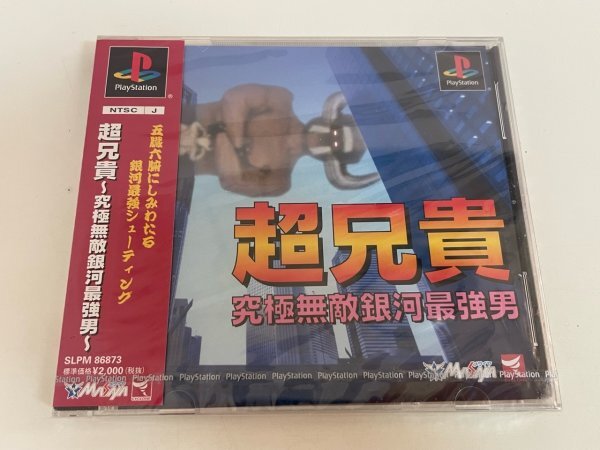 PlayStation
NTSC J
超兄貴～究極無敵銀河最強男～
五臓六腑にしみわたる
銀河最強シューティング
SLPM 86873
標準価格¥2,000(税抜)
PlayStation
超兄貴
究極無敵銀河最強男
PlayStation PlayStation PlayStation PlayStation PlayStation PlayStation PlayStation